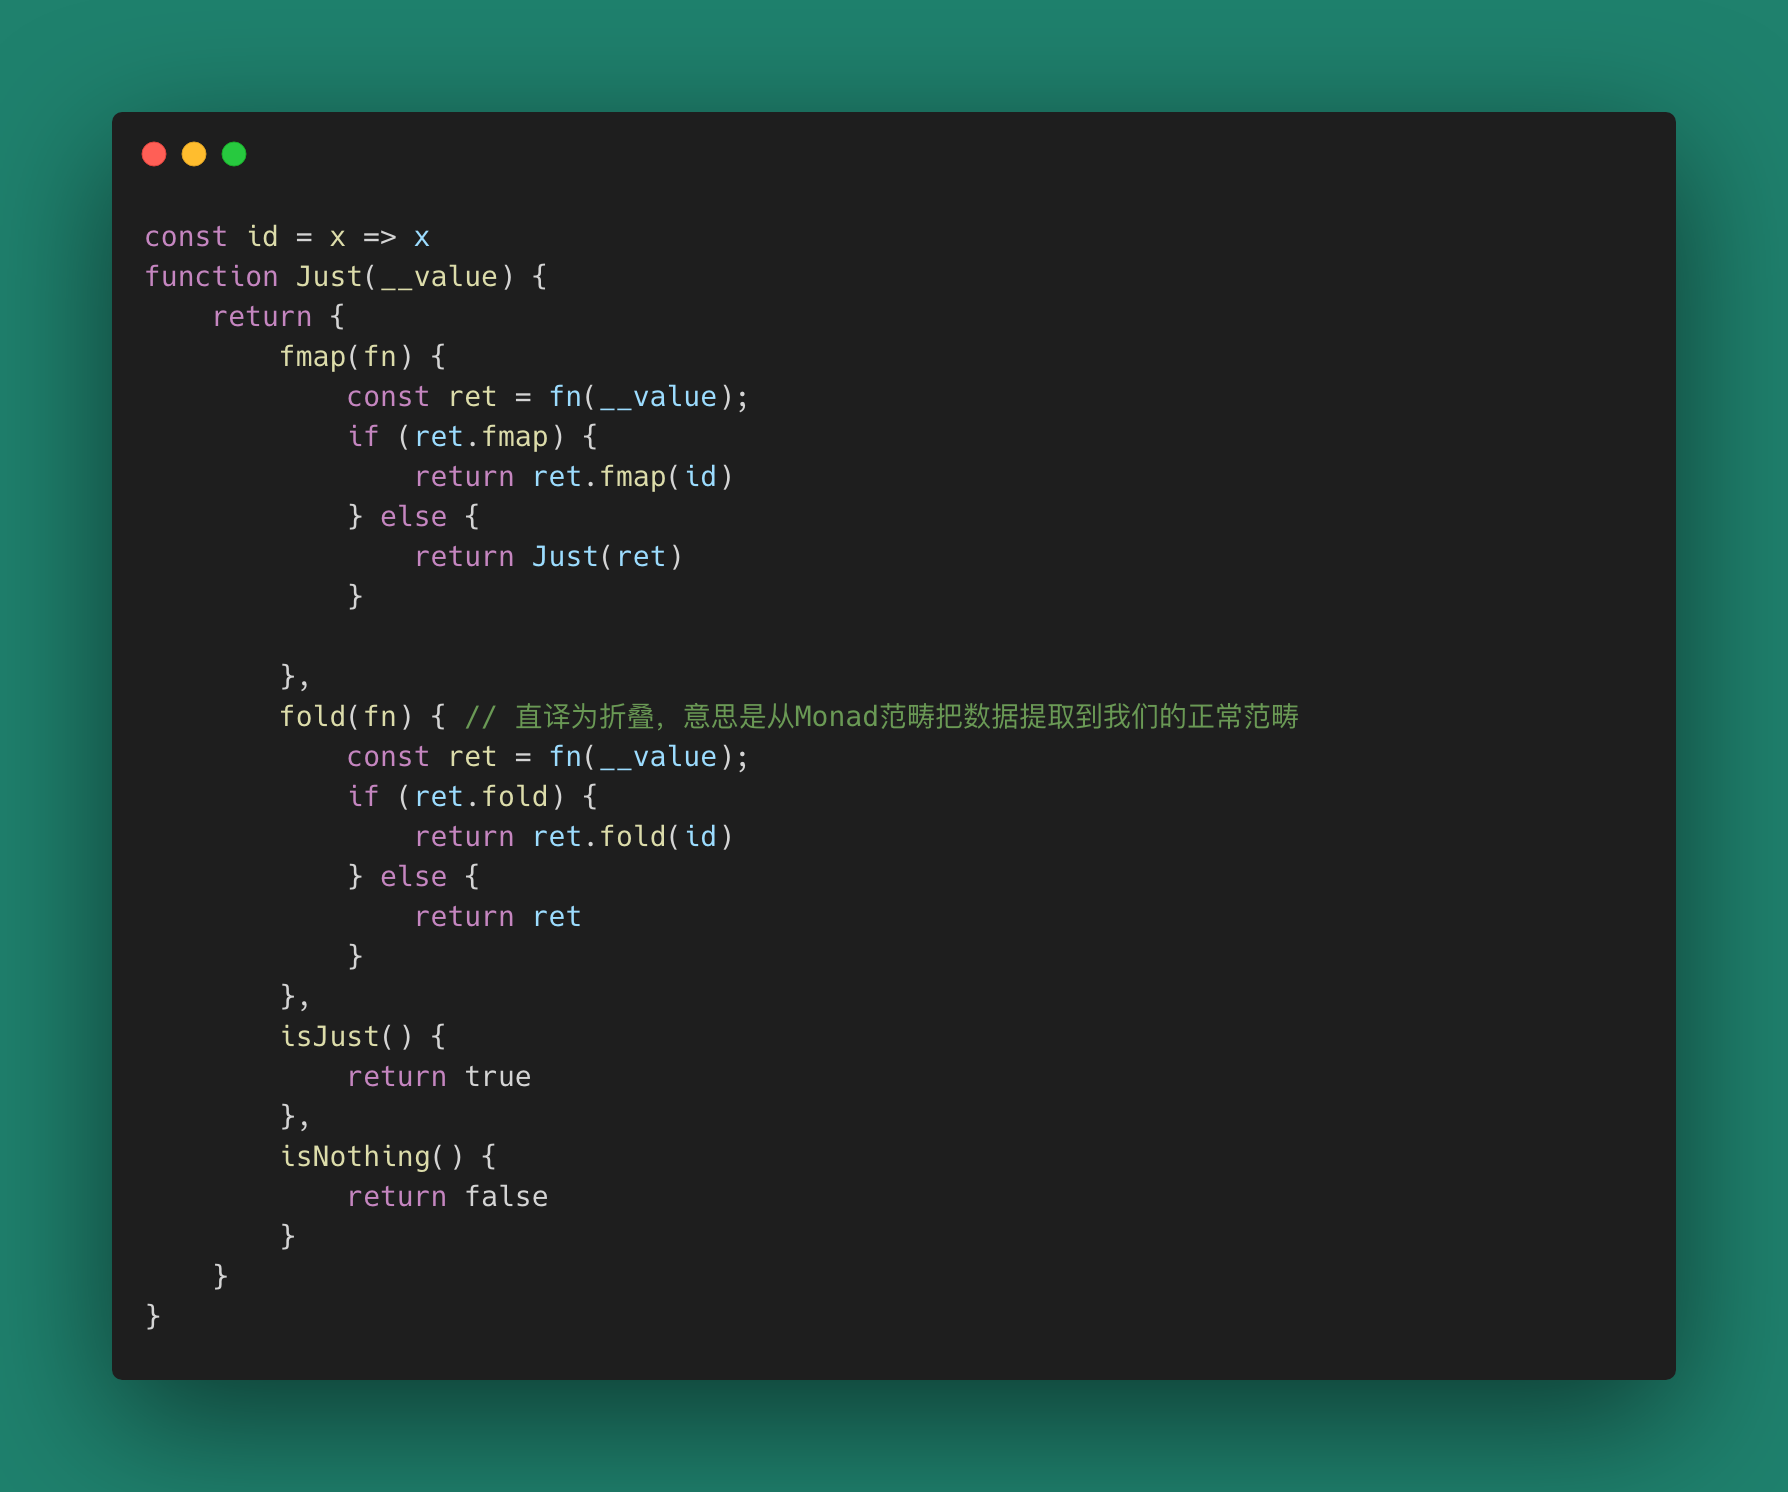 const id = x => x
function Just(__value) {
    return {
        fmap(fn) {
            const ret = fn(__value);
            if (ret.fmap) {
                return ret.fmap(id)
            } else {
                return Just(ret)
            }

        },
        fold(fn) { // 直译为折叠，意思是从Monad范畴把数据提取到我们的正常范畴
            const ret = fn(__value);
            if (ret.fold) {
                return ret.fold(id)
            } else {
                return ret
            }
        },
        isJust() {
            return true
        },
        isNothing() {
            return false
        }
    }
}